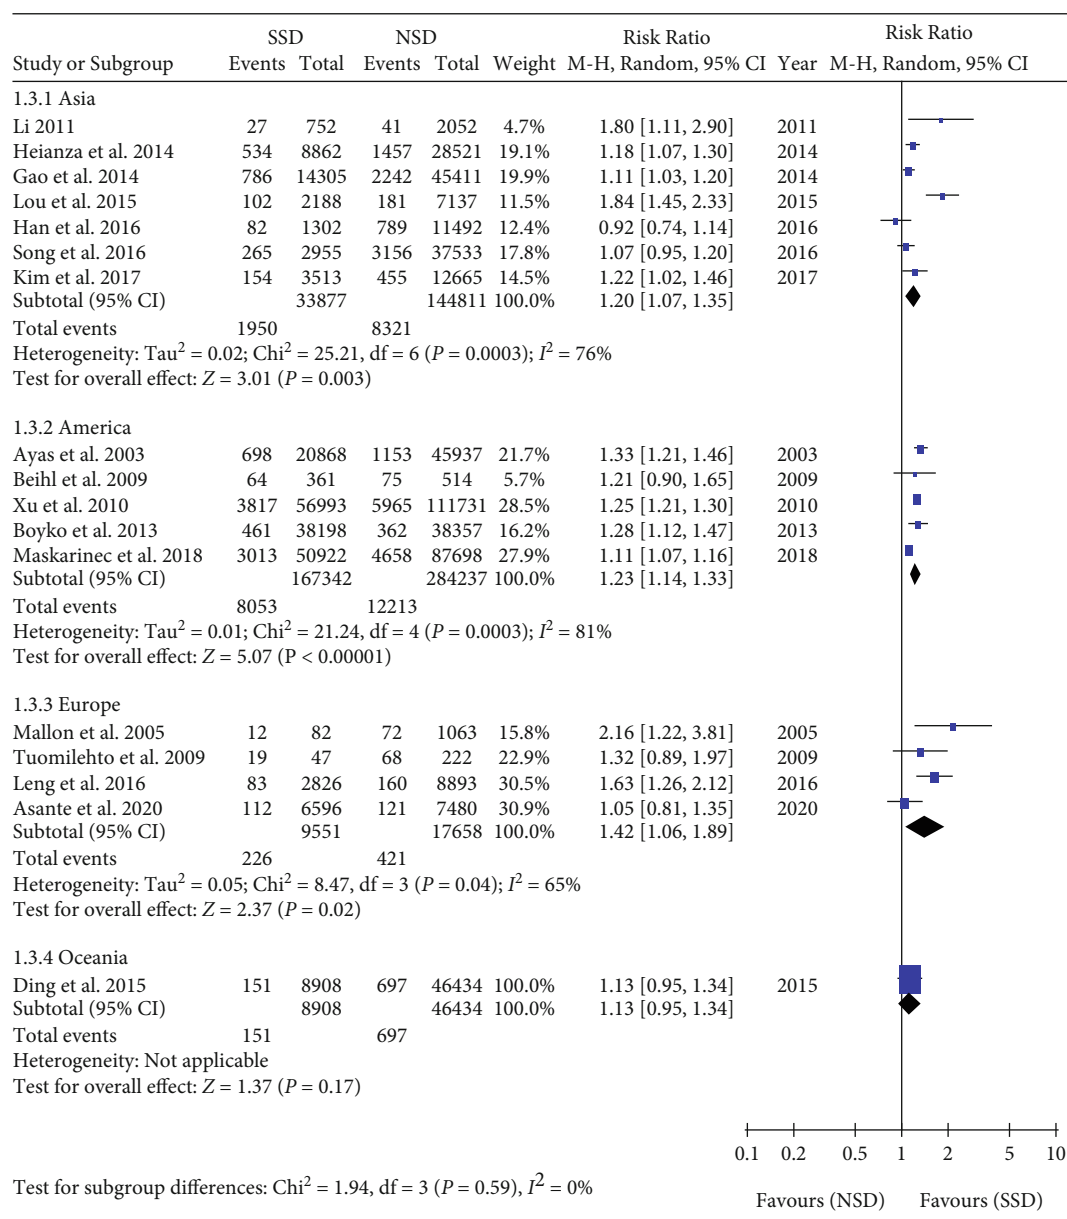 SSD NSD Risk Ratio Risk Ratio
Study or Subgroup Events Total Events Total Weight M-H, Random, 95% CI Year M-H, Random, 95% CI
1.3.1 Asia
Li 2011 27 752 41 2052 4.7% 1.80 [1.11, 2.90] 2011
Heianza et al. 2014 534 8862 1457 28521 19.1% 1.18 [1.07, 1.30] 2014
Gao et al. 2014 786 14305 2242 45411 19.9% 1.11 [1.03, 1.20] 2014
Lou et al. 2015 102 2188 181 7137 11.5% 1.84 [1.45, 2.33] 2015
Han et al. 2016 82 1302 789 11492 12.4% 0.92 [0.74, 1.14] 2016
Song et al. 2016 265 2955 3156 37533 17.8% 1.07 [0.95, 1.20] 2016
Kim et al. 2017 154 3513 455 12665 14.5% 1.22 [1.02, 1.46] 2017
Subtotal (95% CI) 33877 144811 100.0% 1.20 [1.07, 1.35]
Total events 1950 8321
Heterogeneity: Tau² = 0.02; Chi² = 25.21, df = 6 (P = 0.0003); I² = 76%
Test for overall effect: Z = 3.01 (P = 0.003)
1.3.2 America
Ayas et al. 2003 698 20868 1153 45937 21.7% 1.33 [1.21, 1.46] 2003
Beihl et al. 2009 64 361 75 514 5.7% 1.21 [0.90, 1.65] 2009
Xu et al. 2010 3817 56993 5965 111731 28.5% 1.25 [1.21, 1.30] 2010
Boyko et al. 2013 461 38198 362 38357 16.2% 1.28 [1.12, 1.47] 2013
Maskarinec et al. 2018 3013 50922 4658 87698 27.9% 1.11 [1.07, 1.16] 2018
Subtotal (95% CI) 167342 284237 100.0% 1.23 [1.14, 1.33]
Total events 8053 12213
Heterogeneity: Tau² = 0.01; Chi² = 21.24, df = 4 (P = 0.0003); I² = 81%
Test for overall effect: Z = 5.07 (P < 0.00001)
1.3.3 Europe
Mallon et al. 2005 12 82 72 1063 15.8% 2.16 [1.22, 3.81] 2005
Tuomilehto et al. 2009 19 47 68 222 22.9% 1.32 [0.89, 1.97] 2009
Leng et al. 2016 83 2826 160 8893 30.5% 1.63 [1.26, 2.12] 2016
Asante et al. 2020 112 6596 121 7480 30.9% 1.05 [0.81, 1.35] 2020
Subtotal (95% CI) 9551 17658 100.0% 1.42 [1.06, 1.89]
Total events 226 421
Heterogeneity: Tau² = 0.05; Chi² = 8.47, df = 3 (P = 0.04); I² = 65%
Test for overall effect: Z = 2.37 (P = 0.02)
1.3.4 Oceania
Ding et al. 2015 151 8908 697 46434 100.0% 1.13 [0.95, 1.34] 2015
Subtotal (95% CI) 8908 46434 100.0% 1.13 [0.95, 1.34]
Total events 151 697
Heterogeneity: Not applicable
Test for overall effect: Z = 1.37 (P = 0.17)
0.1 0.2 0.5 1 2 5 10
Test for subgroup differences: Chi² = 1.94, df = 3 (P = 0.59), I² = 0%
Favours (NSD) Favours (SSD)